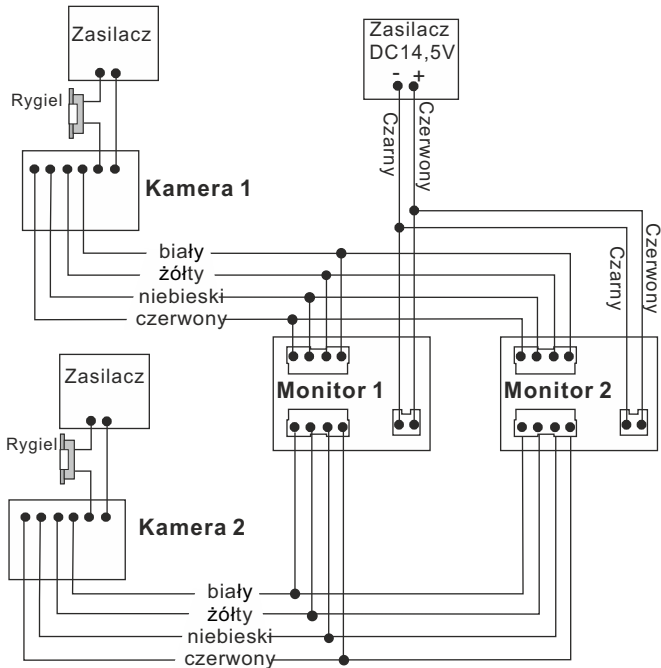 Zasilacz
Rygiel
Kamera 1
Zasilacz
DC14,5V
- +
Czarny
Czerwony
Czarny
Czerwony
biały
żółty
niebieski
czerwony
Monitor 1
Monitor 2
Zasilacz
Rygiel
Kamera 2
biały
żółty
niebieski
czerwony